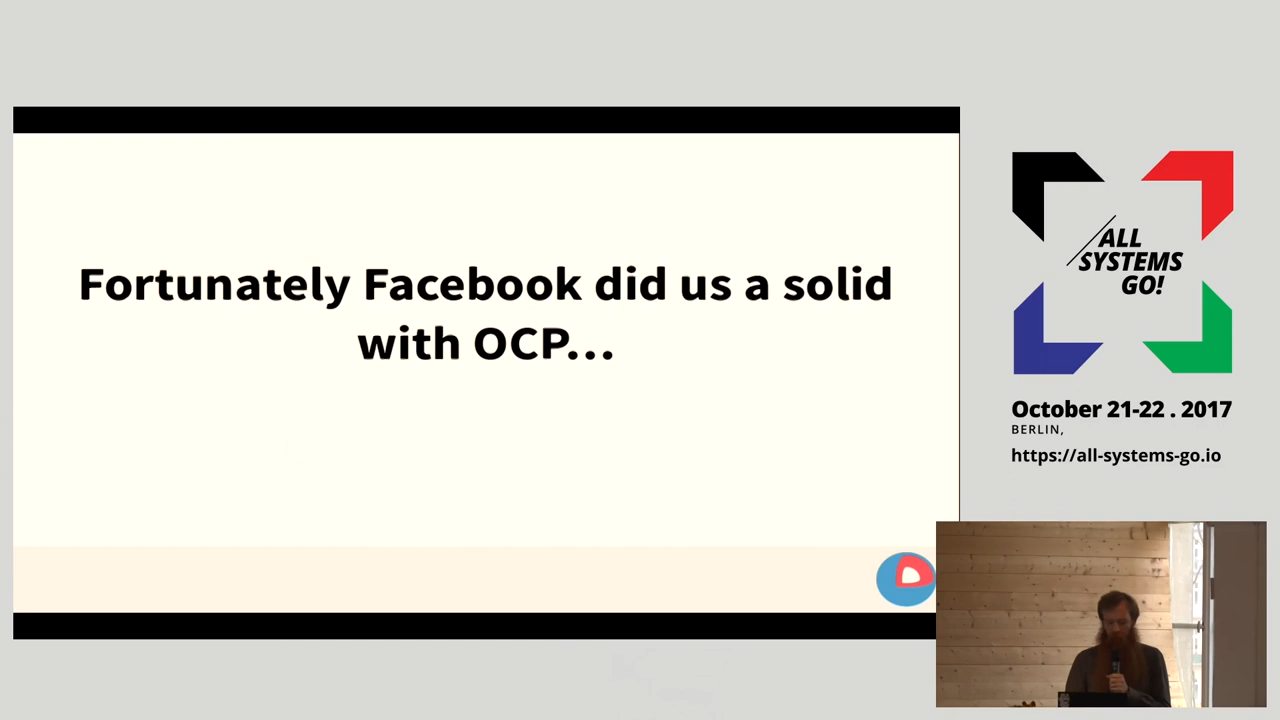 Fortunately Facebook did us a solid
with OCP...
ALL
SYSTEMS
GO!
October 21-22 . 2017
BERLIN,
https://all-systems-go.io